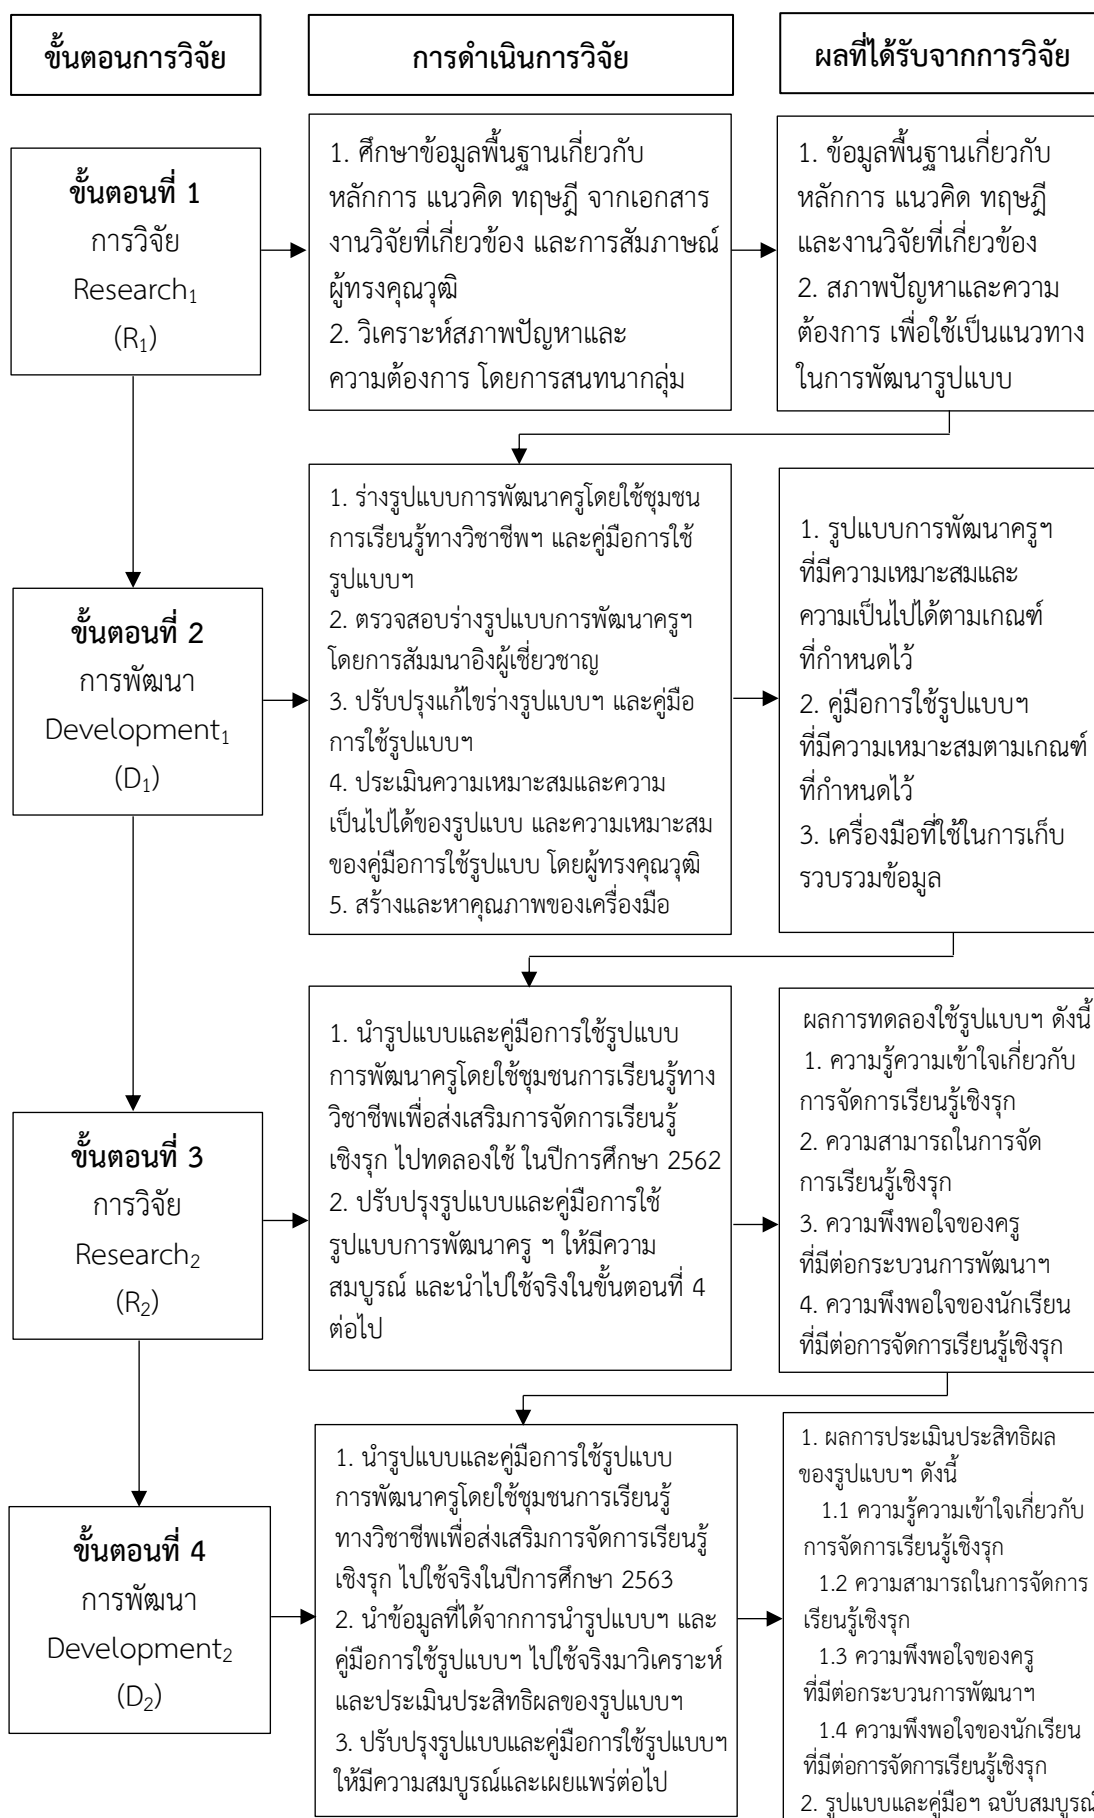 ขั้นตอนการวิจัย
การดำเนินการวิจัย
ผลที่ได้รับจากการวิจัย
ขั้นตอนที่ 1
การวิจัย
Research₁
(R₁)
1. ศึกษาข้อมูลพื้นฐานเกี่ยวกับ
หลักการ แนวคิด ทฤษฎี จากเอกสาร
งานวิจัยที่เกี่ยวข้อง และการสัมภาษณ์
ผู้ทรงคุณวุฒิ
2. วิเคราะห์สภาพปัญหาและ
ความต้องการ โดยการสนทนากลุ่ม
1. ข้อมูลพื้นฐานเกี่ยวกับ
หลักการ แนวคิด ทฤษฎี
และงานวิจัยที่เกี่ยวข้อง
2. สภาพปัญหาและความ
ต้องการ เพื่อใช้เป็นแนวทาง
ในการพัฒนารูปแบบ
ขั้นตอนที่ 2
การพัฒนา
Development₁
(D₁)
1. ร่างรูปแบบการพัฒนาครูโดยใช้ชุมชน
การเรียนรู้ทางวิชาชีพฯ และคู่มือการใช้
รูปแบบฯ
2. ตรวจสอบร่างรูปแบบการพัฒนาครูฯ
โดยการสัมมนาอิงผู้เชี่ยวชาญ
3. ปรับปรุงแก้ไขร่างรูปแบบฯ และคู่มือ
การใช้รูปแบบฯ
4. ประเมินความเหมาะสมและความ
เป็นไปได้ของรูปแบบ และความเหมาะสม
ของคู่มือการใช้รูปแบบ โดยผู้ทรงคุณวุฒิ
5. สร้างและหาคุณภาพของเครื่องมือ
1. รูปแบบการพัฒนาครูฯ
ที่มีความเหมาะสมและ
ความเป็นไปได้ตามเกณฑ์
ที่กำหนดไว้
2. คู่มือการใช้รูปแบบฯ
ที่มีความเหมาะสมตามเกณฑ์
ที่กำหนดไว้
3. เครื่องมือที่ใช้ในการเก็บ
รวบรวมข้อมูล
ขั้นตอนที่ 3
การวิจัย
Research₂
(R₂)
1. นำรูปแบบและคู่มือการใช้รูปแบบ
การพัฒนาครูโดยใช้ชุมชนการเรียนรู้ทาง
วิชาชีพเพื่อส่งเสริมการจัดการเรียนรู้
เชิงรุก ไปทดลองใช้ ในปีการศึกษา 2562
2. ปรับปรุงรูปแบบและคู่มือการใช้
รูปแบบการพัฒนาครู ฯ ให้มีความ
สมบูรณ์ และนำไปใช้จริงในขั้นตอนที่ 4
ต่อไป
ผลการทดลองใช้รูปแบบฯ ดังนี้
1. ความรู้ความเข้าใจเกี่ยวกับ
การจัดการเรียนรู้เชิงรุก
2. ความสามารถในการจัด
การเรียนรู้เชิงรุก
3. ความพึงพอใจของครู
ที่มีต่อกระบวนการพัฒนาฯ
4. ความพึงพอใจของนักเรียน
ที่มีต่อการจัดการเรียนรู้เชิงรุก
ขั้นตอนที่ 4
การพัฒนา
Development₂
(D₂)
1. นำรูปแบบและคู่มือการใช้รูปแบบ
การพัฒนาครูโดยใช้ชุมชนการเรียนรู้
ทางวิชาชีพเพื่อส่งเสริมการจัดการเรียนรู้
เชิงรุก ไปใช้จริงในปีการศึกษา 2563
2. นำข้อมูลที่ได้จากการนำรูปแบบฯ และ
คู่มือการใช้รูปแบบฯ ไปใช้จริงมาวิเคราะห์
และประเมินประสิทธิผลของรูปแบบฯ
3. ปรับปรุงรูปแบบและคู่มือการใช้รูปแบบฯ
ให้มีความสมบูรณ์และเผยแพร่ต่อไป
1. ผลการประเมินประสิทธิผล
ของรูปแบบฯ ดังนี้
1.1 ความรู้ความเข้าใจเกี่ยวกับ
การจัดการเรียนรู้เชิงรุก
1.2 ความสามารถในการจัดการ
เรียนรู้เชิงรุก
1.3 ความพึงพอใจของครู
ที่มีต่อกระบวนการพัฒนาฯ
1.4 ความพึงพอใจของนักเรียน
ที่มีต่อการจัดการเรียนรู้เชิงรุก
2. รูปแบบและคู่มือฯ ฉบับสมบูรณ์